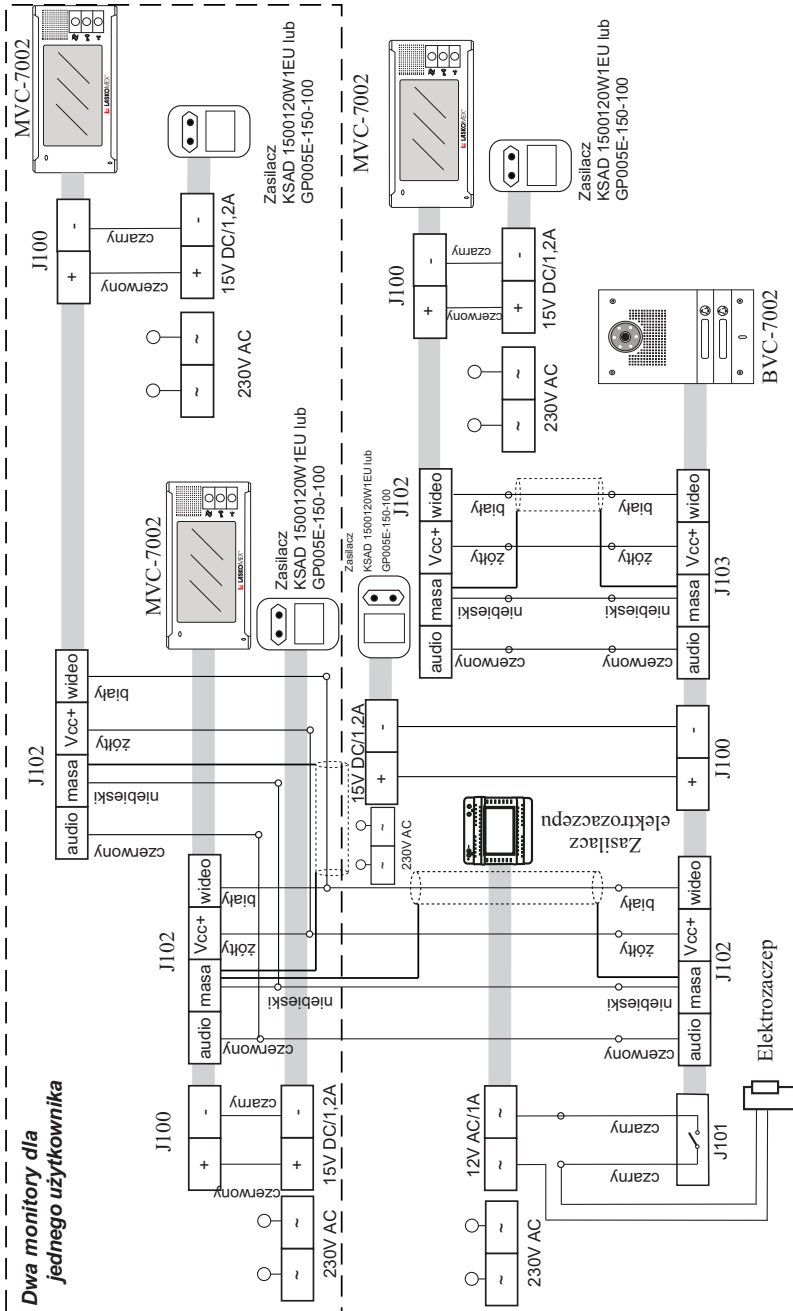 Dwa monitory dla
jednego użytkownika
MVC-7002
LASKOMEX
J100
+
-
czerwony
czarny
+
-
15V DC/1,2A
Zasilacz
KSAD 1500120W1EU lub
GP005E-150-100
~
~
230V AC
J102
audio
masa
Vcc+
wideo
czerwony
niebieski
żółty
biały
MVC-7002
LASKOMEX
Zasilacz
KSAD 1500120W1EU lub
GP005E-150-100
J102
audio
masa
Vcc+
wideo
czerwony
niebieski
żółty
biały
J100
+
-
czerwony
czarny
+
-
15V DC/1,2A
~
~
230V AC
MVC-7002
LASKOMEX
J100
+
-
czerwony
czarny
+
-
15V DC/1,2A
Zasilacz
KSAD 1500120W1EU lub
GP005E-150-100
~
~
230V AC
J102
audio
masa
Vcc+
wideo
czerwony
niebieski
żółty
biały
czerwony
niebieski
żółty
biały
audio
masa
Vcc+
wideo
J103
BVC-7002
Zasilacz
KSAD 1500120W1EU lub
GP005E-150-100
15V DC/1,2A
+
-
~
~
230V AC
+
-
J100
Zasilacz
elektrozaczepu
12V AC/1A
~
~
~
~
230V AC
czerwony
niebieski
żółty
biały
audio
masa
Vcc+
wideo
J102
czarny
czarny
J101
Elektrozaczep